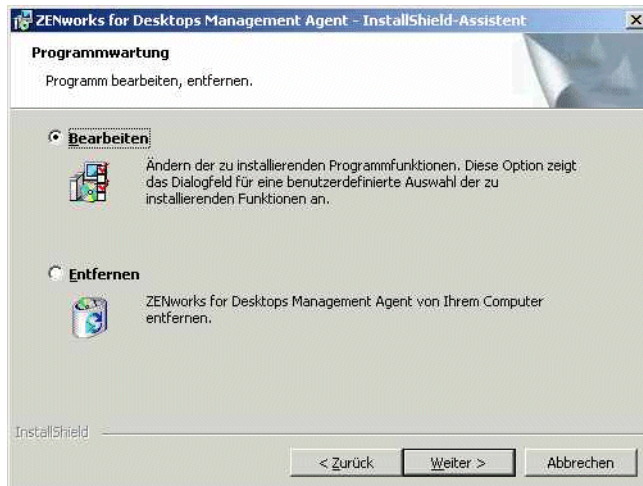 ZENworks for Desktops Management Agent - InstallShield-Assistent
Programmwartung
Programm bearbeiten, entfernen.
Bearbeiten
Ändern der zu installierenden Programmfunktionen. Diese Option zeigt
das Dialogfeld für eine benutzerdefinierte Auswahl der zu
installierenden Funktionen an.
Entfernen
ZENworks for Desktops Management Agent von Ihrem Computer
entfernen.
InstallShield
< Zurück
Weiter >
Abbrechen